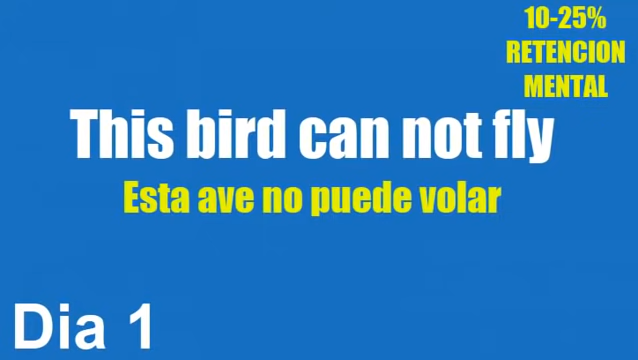 10-25%
RETENCION
MENTAL
This bird can not fly
Esta ave no puede volar
Dia 1